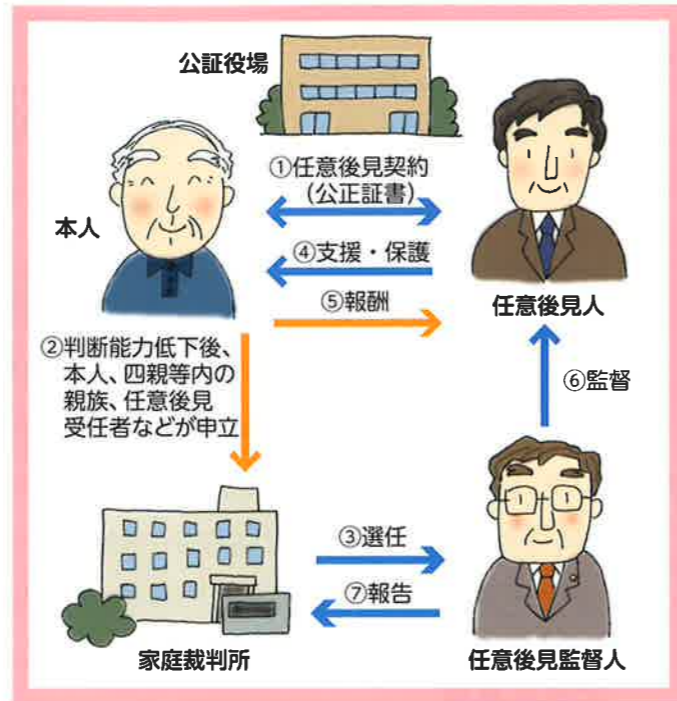 公証役場
①任意後見契約
(公正証書)
本人
④支援・保護
⑤報酬
任意後見人
②判断能力低下後、
本人、四親等内の
親族、任意後見
受任者などが申立
⑥監督
③選任
⑦報告
家庭裁判所
任意後見監督人